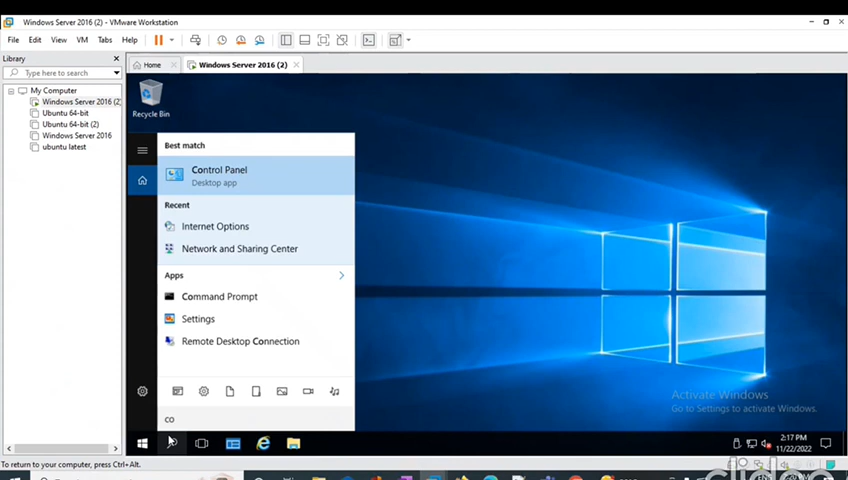 Windows Server 2016 (2) - VMware Workstation
File Edit View VM Tabs Help
Library
Type here to search
My Computer
Windows Server 2016 (2)
Ubuntu 64-bit
Ubuntu 64-bit (2)
Windows Server 2016
ubuntu latest
Home
Windows Server 2016 (2)
Recycle Bin
Best match
Control Panel
Desktop app
Recent
Internet Options
Network and Sharing Center
Apps
Command Prompt
Settings
Remote Desktop Connection
co
Activate Windows
Go to Settings to activate Windows.
2:17 PM
11/22/2022
To return to your computer, press Ctrl+Alt.